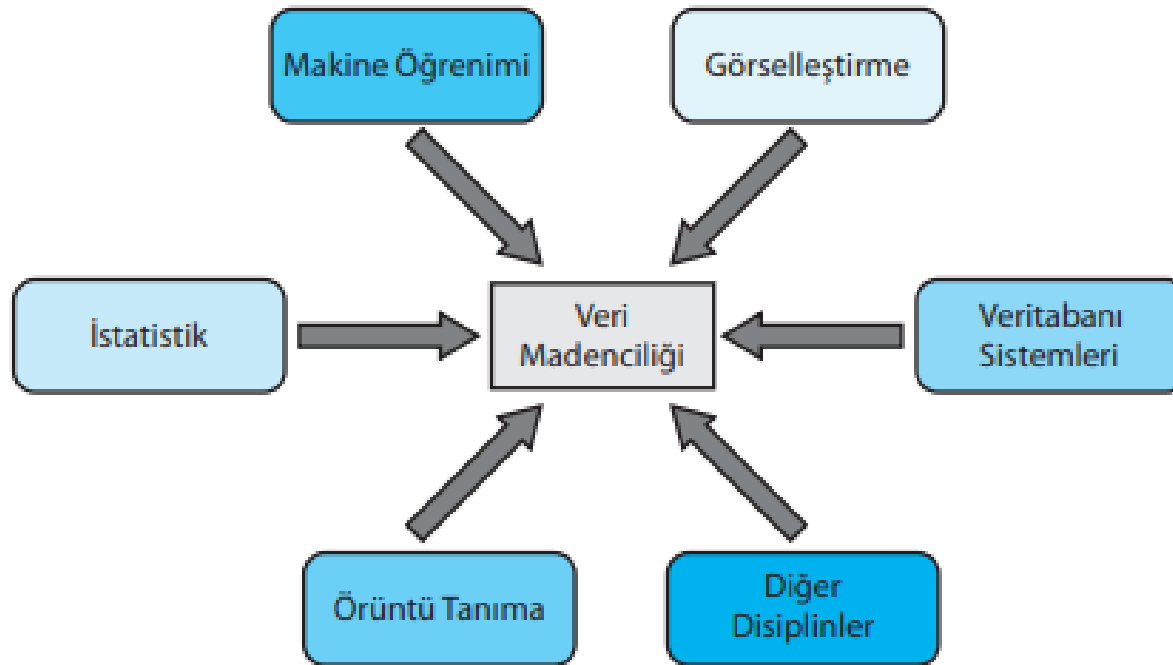 Makine Öğrenimi
Görselleştirme
İstatistik
Veri
Madenciliği
Veritabanı
Sistemleri
Örüntü Tanıma
Diğer
Disiplinler